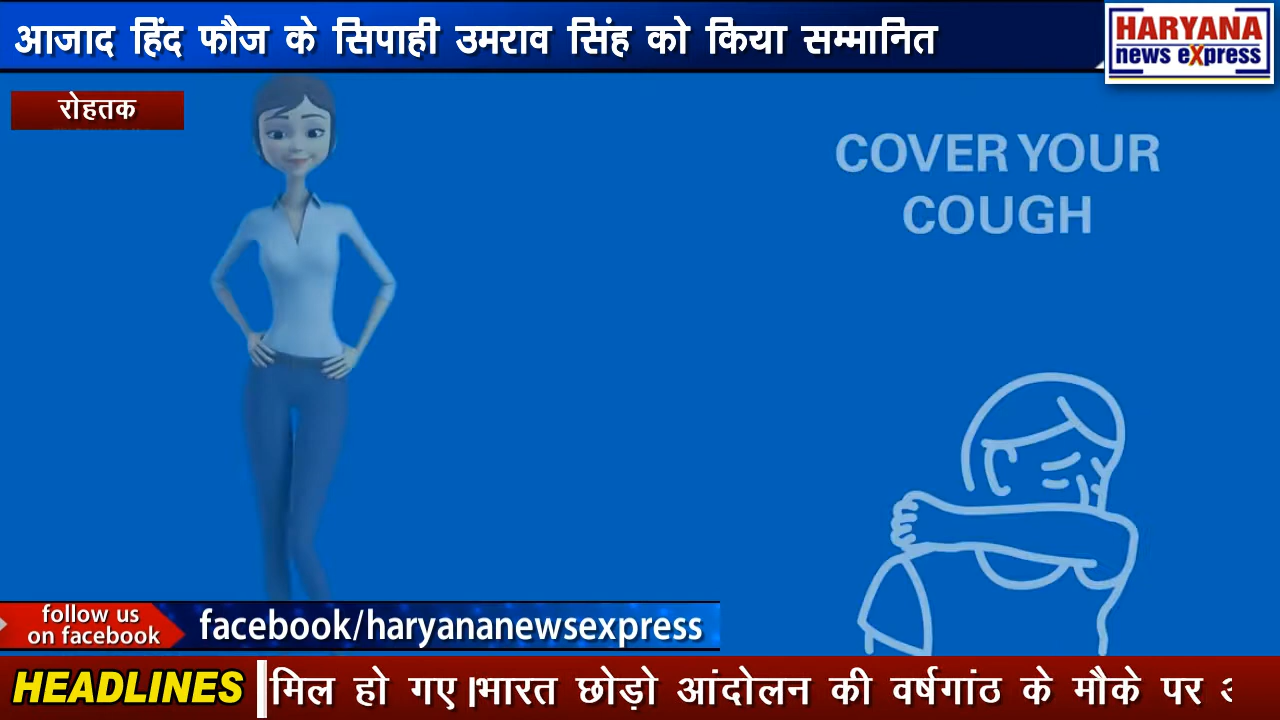 आजाद हिंद फौज के सिपाही उमराव सिंह को किया सम्मानित
HARYANA
news eXpress
रोहतक
COVER YOUR
COUGH
follow us
on facebook
facebook/haryananewsexpress
HEADLINES
मिल हो गए|भारत छोड़ो आंदोलन की वर्षगांठ के मौके पर